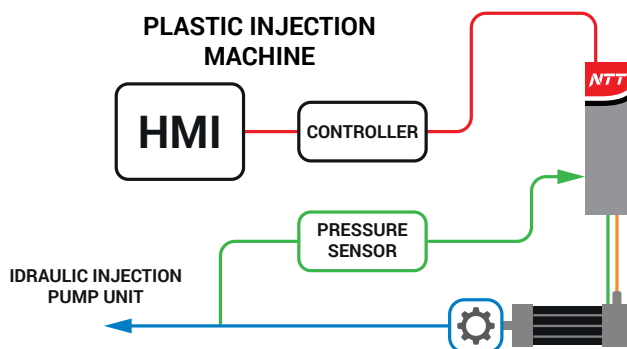 PLASTIC INJECTION
MACHINE
NTT
HMI
CONTROLLER
PRESSURE
SENSOR
IDRAULIC INJECTION
PUMP UNIT